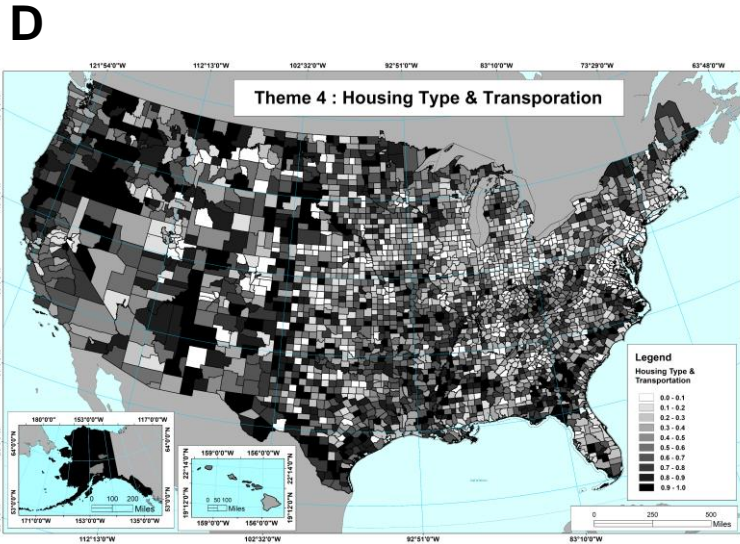 D
121°54'0"W 112°13'0"W 102°32'0"W 92°51'0"W 83°10'0"W 73°29'0"W 63°48'0"W
Theme 4 : Housing Type & Transporation
Legend
Housing Type &
Transportation
0.0 - 0.1
0.1 - 0.2
0.2 - 0.3
0.3 - 0.4
0.4 - 0.5
0.5 - 0.6
0.6 - 0.7
0.7 - 0.8
0.8 - 0.9
0.9 - 1.0
180°0'0" 153°0'0"W 117°0'0"W
0 100 200
Miles
171°0'0"W 153°0'0"W 135°0'0"W
159°0'0"W 156°0'0"W
22°14'0"N
0 50 100
Miles
159°0'0"W 156°0'0"W
0 250 500
Miles
112°13'0"W 102°32'0"W 92°51'0"W 83°10'0"W